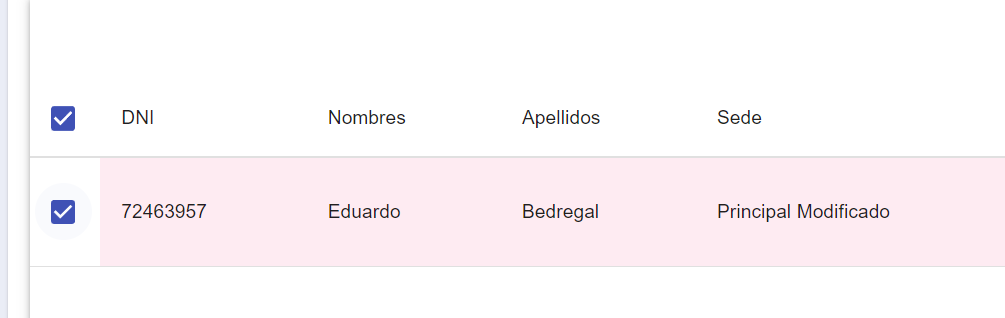 DNI Nombres Apellidos Sede
72463957 Eduardo Bedregal Principal Modificado